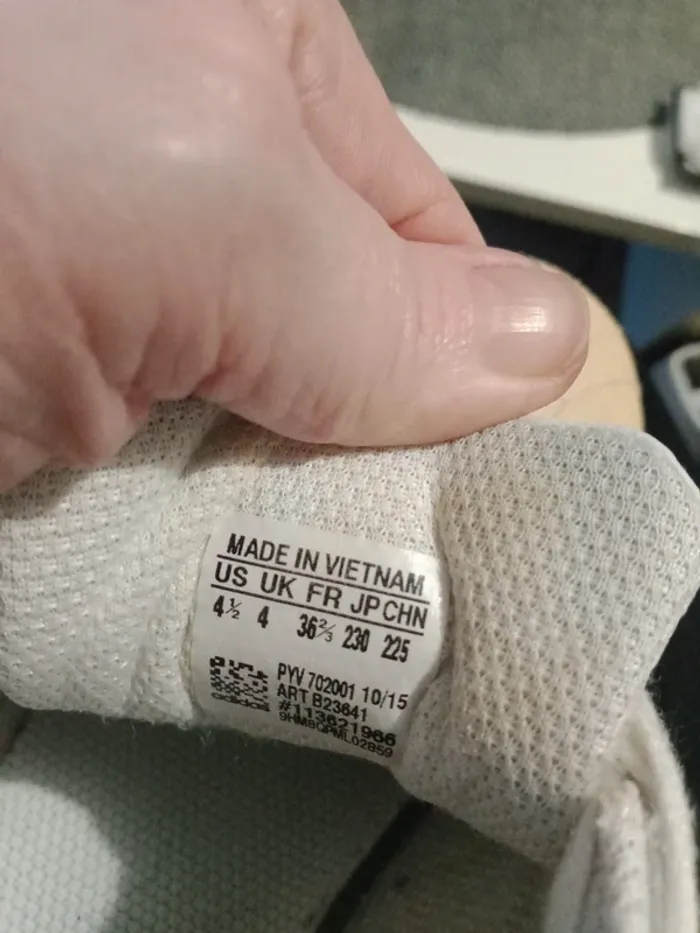 MADE IN VIETNAM
US UK FR JP CHN
4½ 4 36⅔ 230 225
PYV 702001 10/15
ART B23641
#113621966
9HMBQPML02859